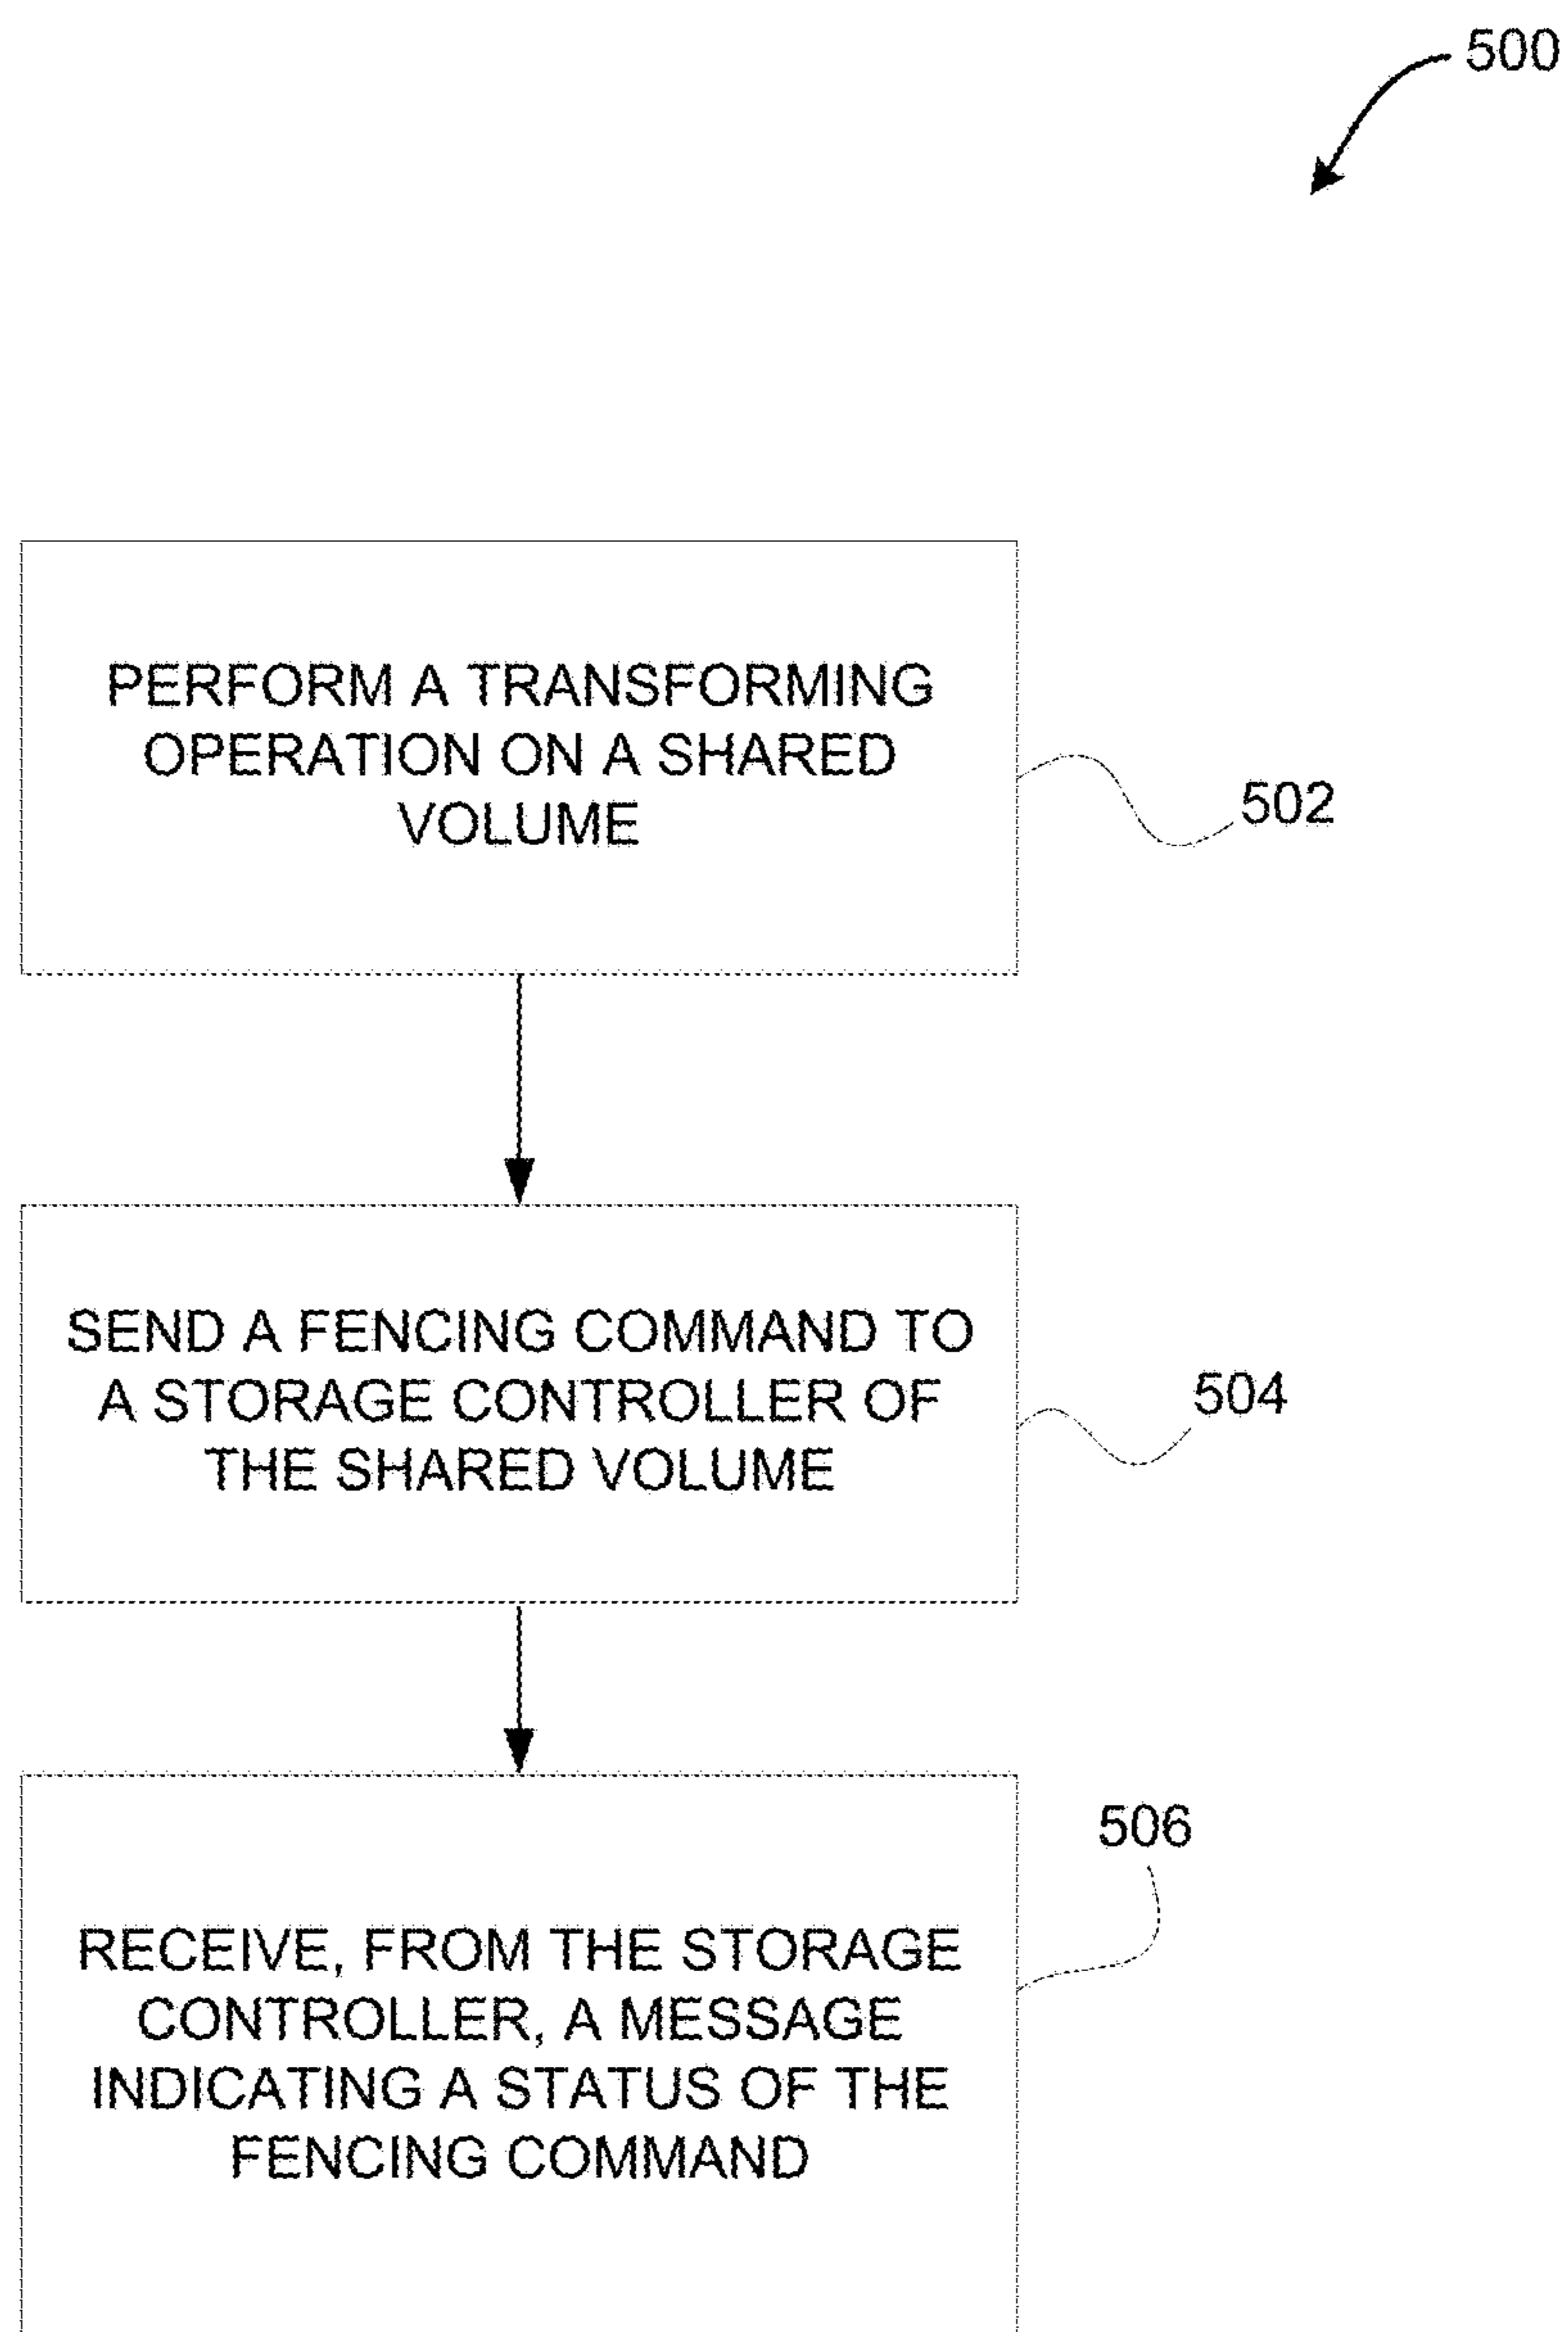 500
PERFORM A TRANSFORMING
OPERATION ON A SHARED
VOLUME
502
SEND A FENCING COMMAND TO
A STORAGE CONTROLLER OF
THE SHARED VOLUME
504
506
RECEIVE, FROM THE STORAGE
CONTROLLER, A MESSAGE
INDICATING A STATUS OF THE
FENCING COMMAND